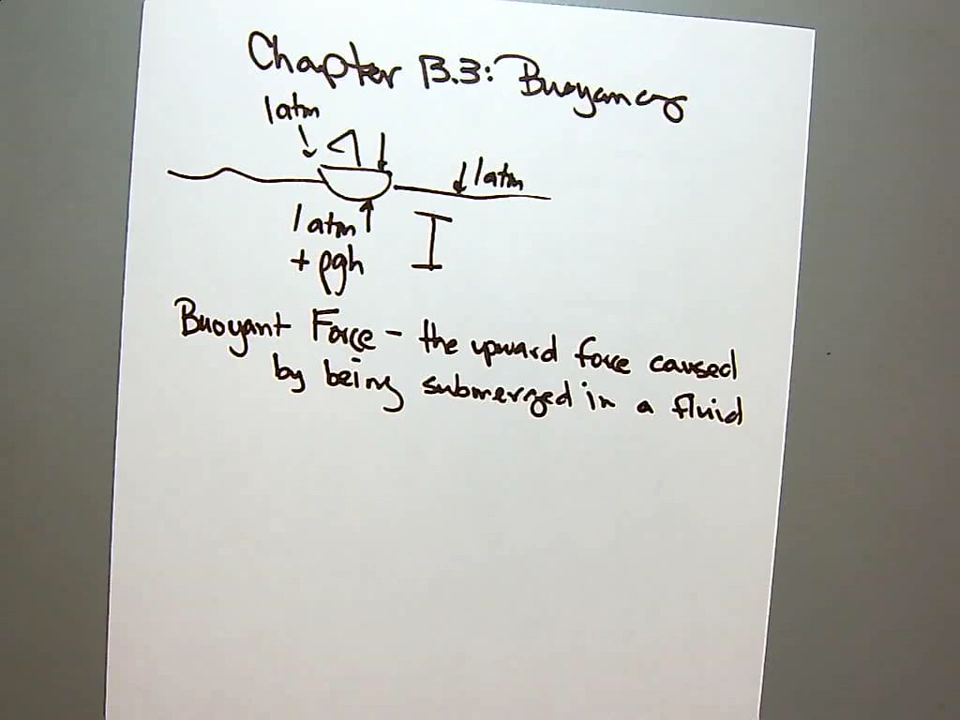 Chapter 13.3: Buoyancy
1atm
1atm
1atm
+ ρgh
Buoyant Force - the upward force caused
by being submerged in a fluid